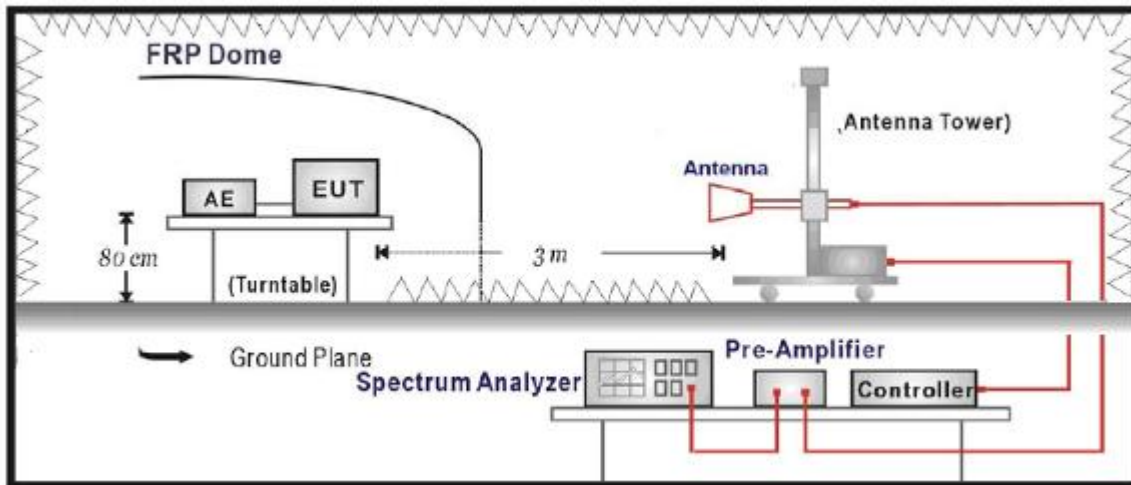 FRP Dome
,Antenna Tower)
Antenna
AE
EUT
80 cm
3 m
(Turntable)
Ground Plane
Pre-Amplifier
Spectrum Analyzer
Controller